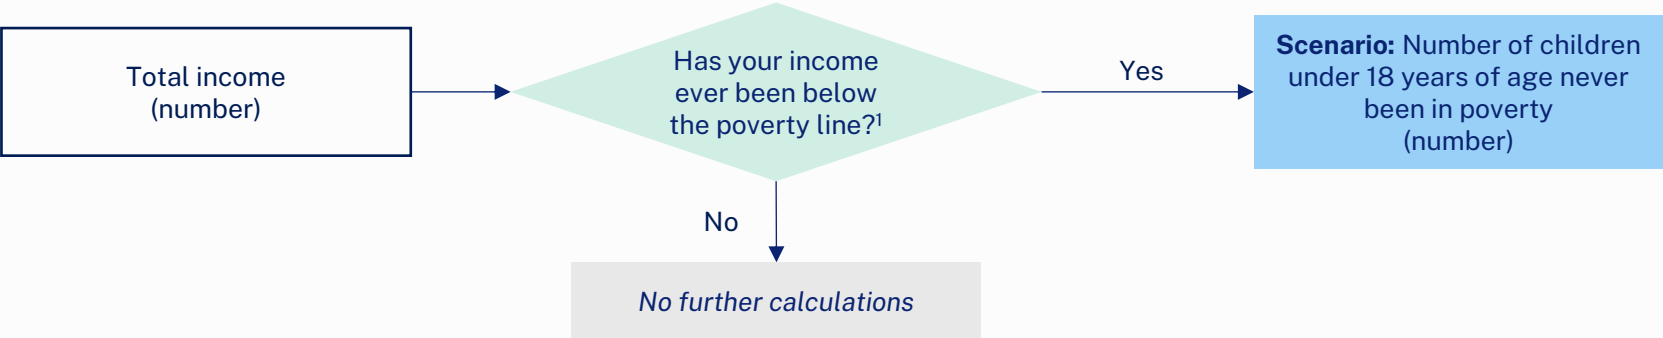 Total income
(number)
Has your income
ever been below
the poverty line?¹
Yes
Scenario: Number of children
under 18 years of age never
been in poverty
(number)
No
No further calculations